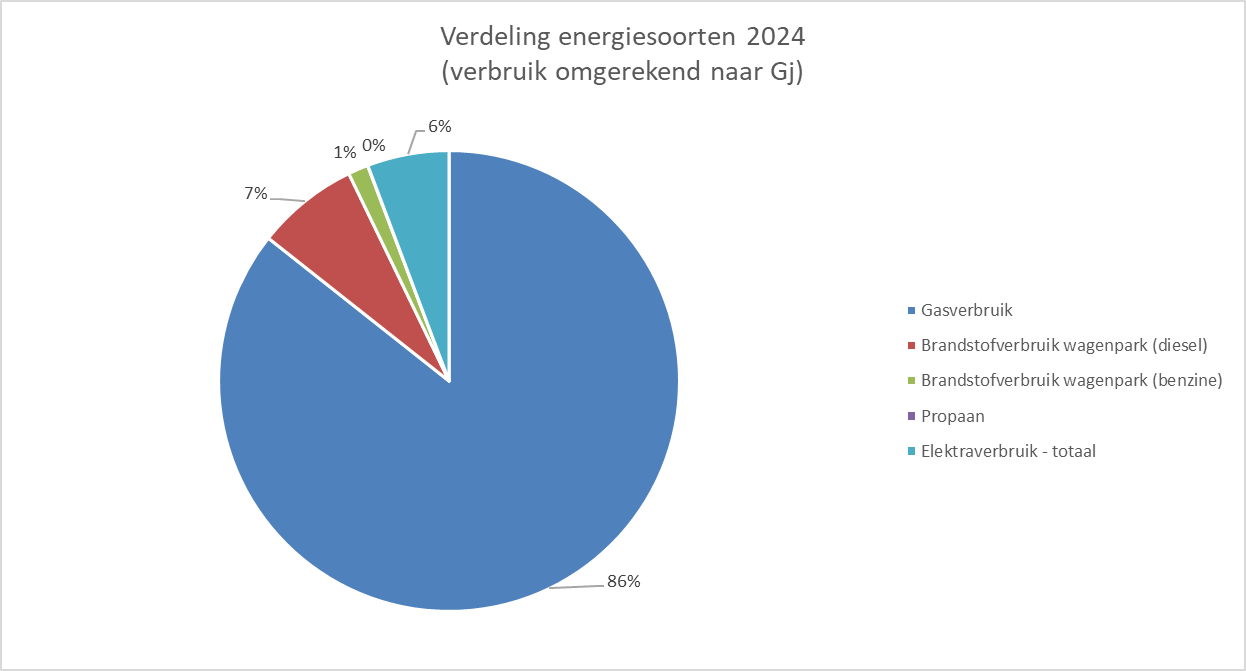 Verdeling energiesoorten 2024
(verbruik omgerekend naar Gj)
6%
0%
1%
7%
Gasverbruik
Brandstofverbruik wagenpark (diesel)
Brandstofverbruik wagenpark (benzine)
Propaan
Elektraverbruik - totaal
86%